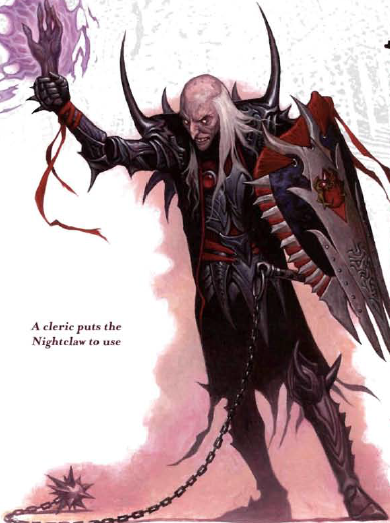 A cleric puts the
Nightclaw to use